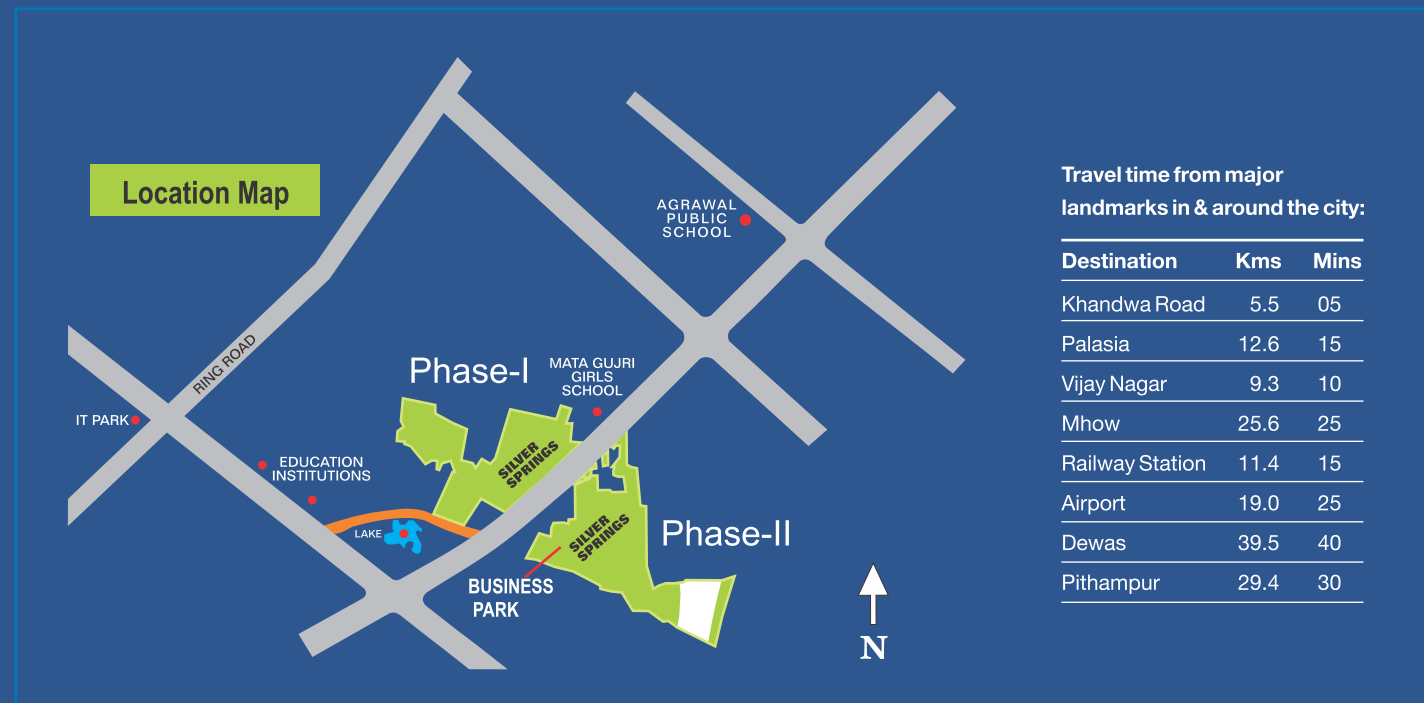 Location Map
AGRAWAL
PUBLIC
SCHOOL
RING ROAD
Phase-I
MATA GUJRI
GIRLS
SCHOOL
IT PARK
EDUCATION
INSTITUTIONS
SILVER
SPRINGS
LAKE
SILVER
SPRINGS
Phase-II
BUSINESS
PARK
N
Travel time from major
landmarks in & around the city:
Destination Kms Mins
Khandwa Road 5.5 05
Palasia 12.6 15
Vijay Nagar 9.3 10
Mhow 25.6 25
Railway Station 11.4 15
Airport 19.0 25
Dewas 39.5 40
Pithampur 29.4 30